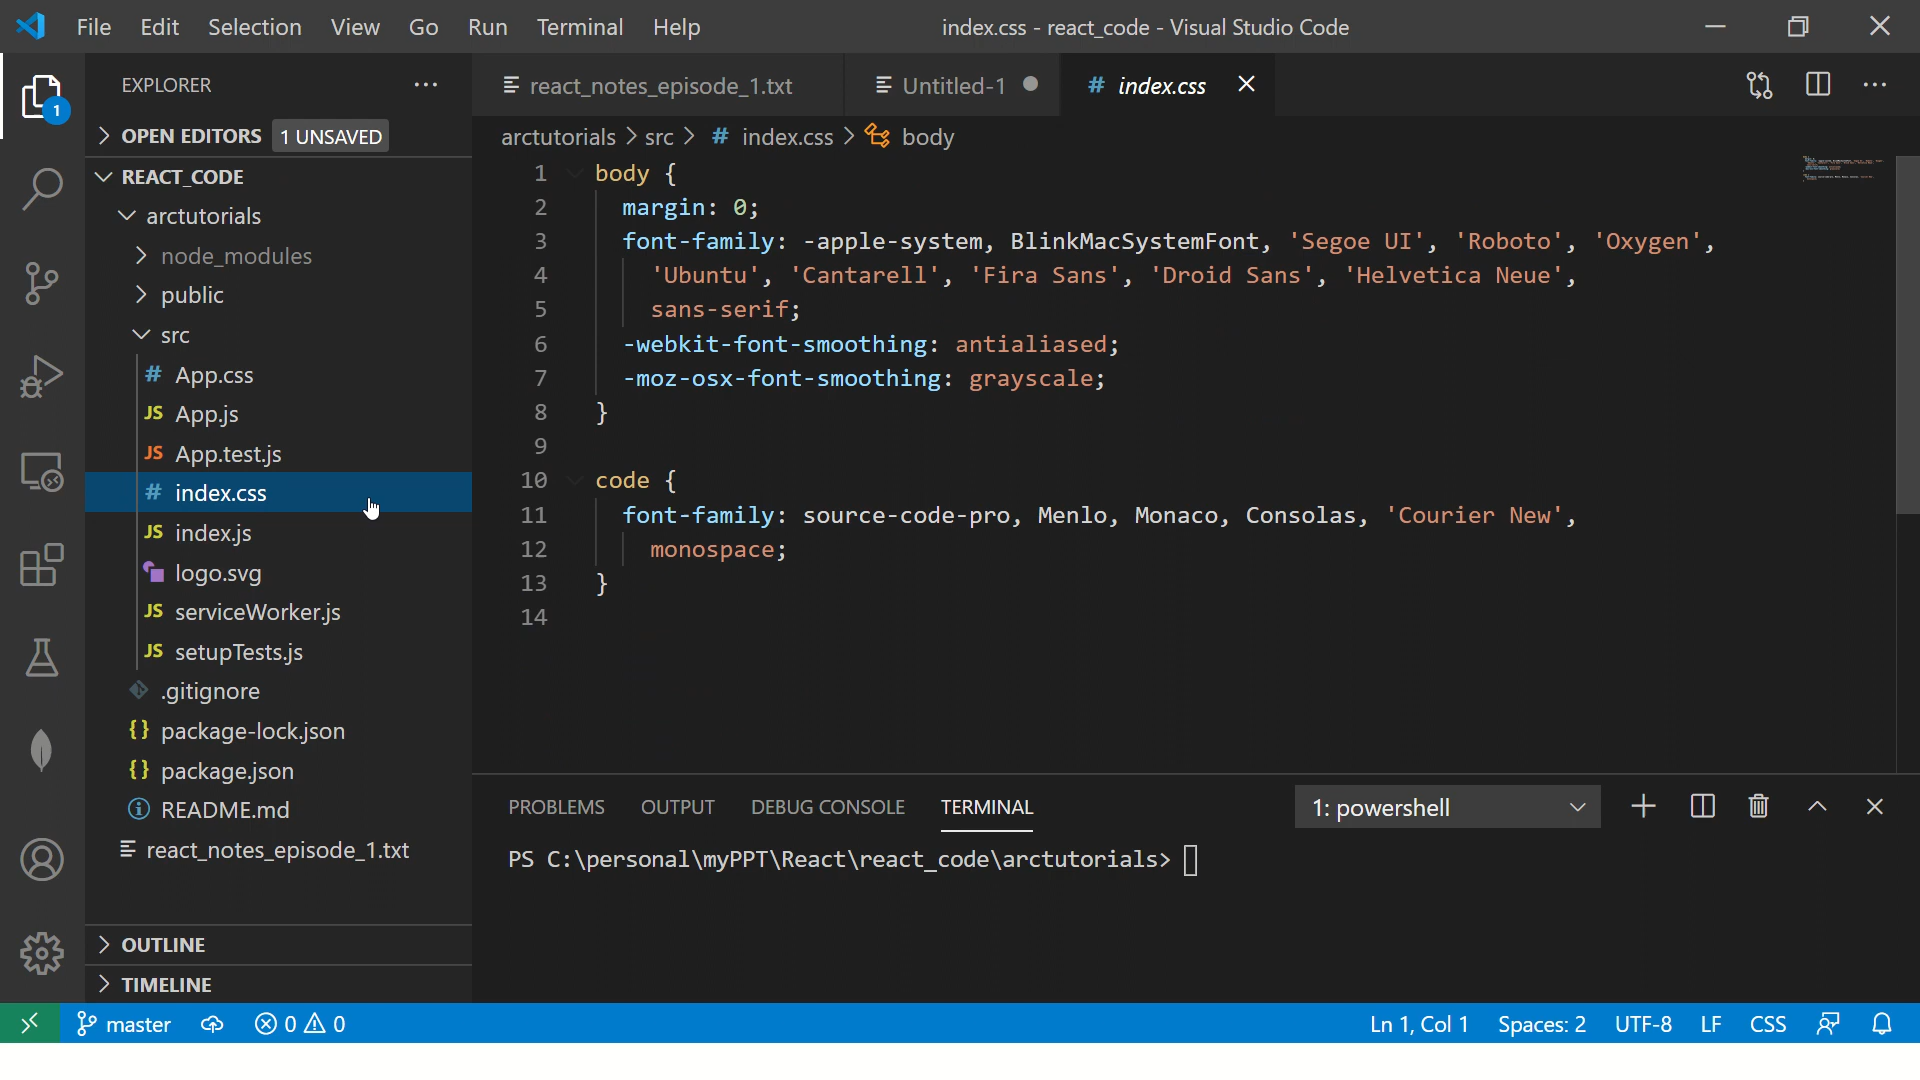 File Edit Selection View Go Run Terminal Help
index.css - react_code - Visual Studio Code
1
EXPLORER
OPEN EDITORS 1 UNSAVED
REACT_CODE
arctutorials
node_modules
public
src
# App.css
JS App.js
JS App.test.js
# index.css
JS index.js
logo.svg
JS serviceWorker.js
JS setupTests.js
.gitignore
{} package-lock.json
{} package.json
README.md
react_notes_episode_1.txt
OUTLINE
TIMELINE
react_notes_episode_1.txt Untitled-1 # index.css
arctutorials > src > # index.css > body
1 body {
2 margin: 0;
3 font-family: -apple-system, BlinkMacSystemFont, 'Segoe UI', 'Roboto', 'Oxygen',
4 'Ubuntu', 'Cantarell', 'Fira Sans', 'Droid Sans', 'Helvetica Neue',
5 sans-serif;
6 -webkit-font-smoothing: antialiased;
7 -moz-osx-font-smoothing: grayscale;
8 }
9
10 code {
11 font-family: source-code-pro, Menlo, Monaco, Consolas, 'Courier New',
12 monospace;
13 }
14
PROBLEMS OUTPUT DEBUG CONSOLE TERMINAL 1: powershell
PS C:\personal\myPPT\React\react_code\arctutorials>
master 0 0 Ln 1, Col 1 Spaces: 2 UTF-8 LF CSS